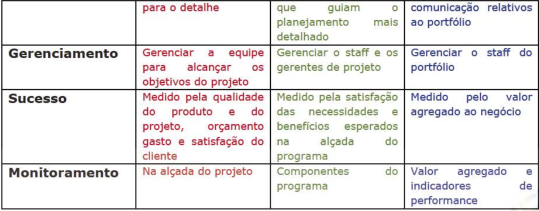 para o detalhe
que guiam o
planejamento mais
detalhado
comunicação relativos
ao portfólio
Gerenciamento
Gerenciar a equipe
para alcançar os
objetivos do projeto
Gerenciar o staff e os
gerentes de projeto
Gerenciar o staff do
portfólio
Sucesso
Medido pela qualidade
do produto e do
projeto, orçamento
gasto e satisfação do
cliente
Medido pela satisfação
das necessidades e
benefícios esperados
na alçada do
programa
Medido pelo valor
agregado ao negócio
Monitoramento
Na alçada do projeto
Componentes do
programa
Valor agregado e
indicadores de
performance